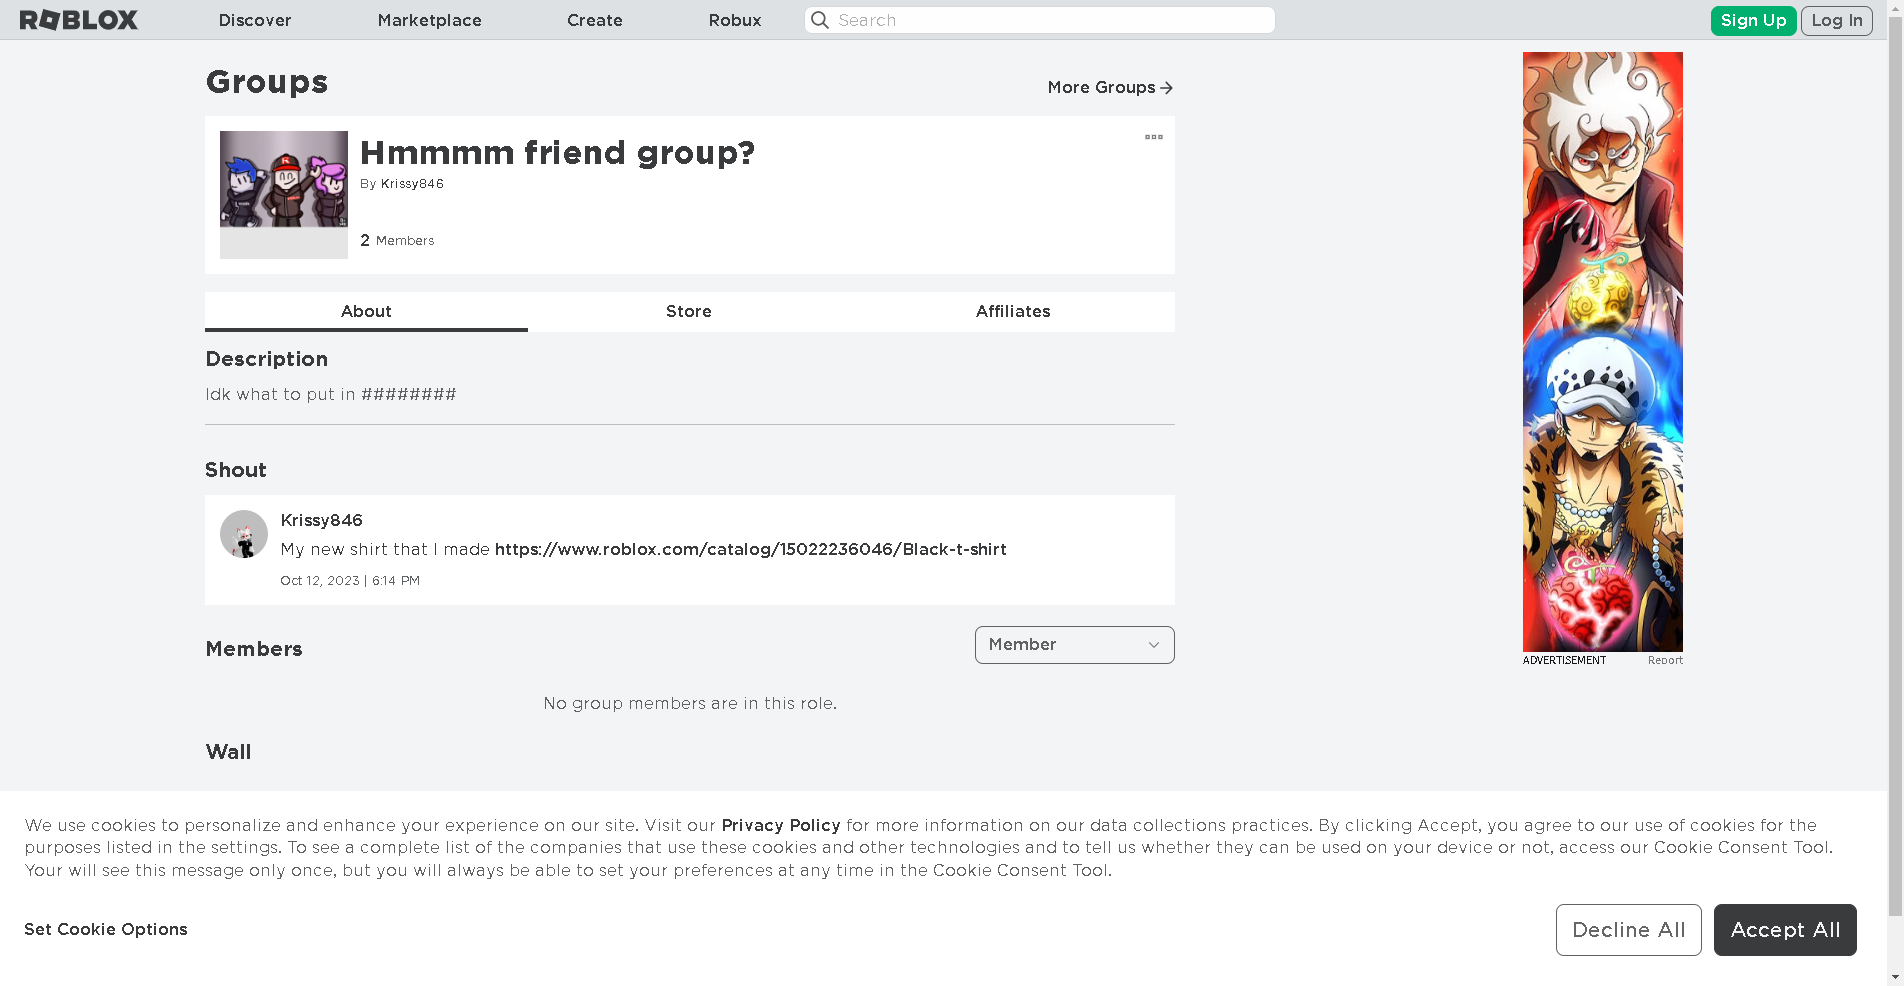 ROBLOX Discover Marketplace Create Robux Search Sign Up Log In
Groups
More Groups
Hmmmm friend group?
By Krissy846
2 Members
About Store Affiliates
Description
Idk what to put in ########
Shout
Krissy846
My new shirt that I made https://www.roblox.com/catalog/15022236046/Black-t-shirt
Oct 12, 2023 | 6:14 PM
Members
Member
No group members are in this role.
Wall
ADVERTISEMENT Report
We use cookies to personalize and enhance your experience on our site. Visit our Privacy Policy for more information on our data collections practices. By clicking Accept, you agree to our use of cookies for the
purposes listed in the settings. To see a complete list of the companies that use these cookies and other technologies and to tell us whether they can be used on your device or not, access our Cookie Consent Tool.
Your will see this message only once, but you will always be able to set your preferences at any time in the Cookie Consent Tool.
Set Cookie Options
Decline All
Accept All